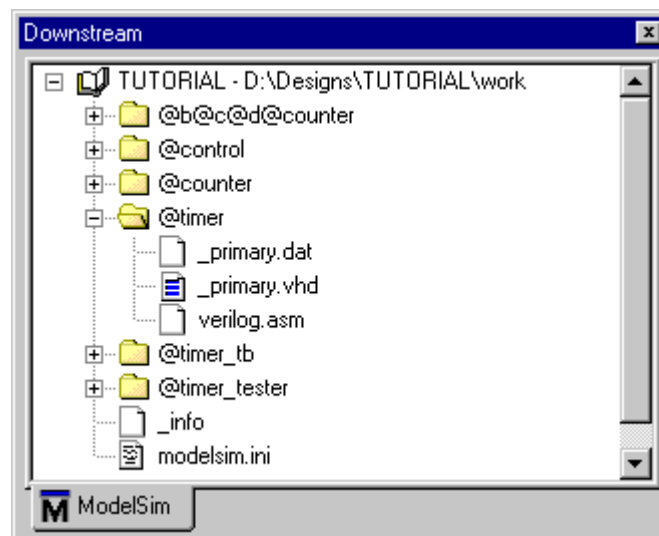 Downstream
TUTORIAL - D:\Designs\TUTORIAL\work
@b@c@d@counter
@control
@counter
@timer
_primary.dat
_primary.vhd
verilog.asm
@timer_tb
@timer_tester
_info
modelsim.ini
M ModelSim